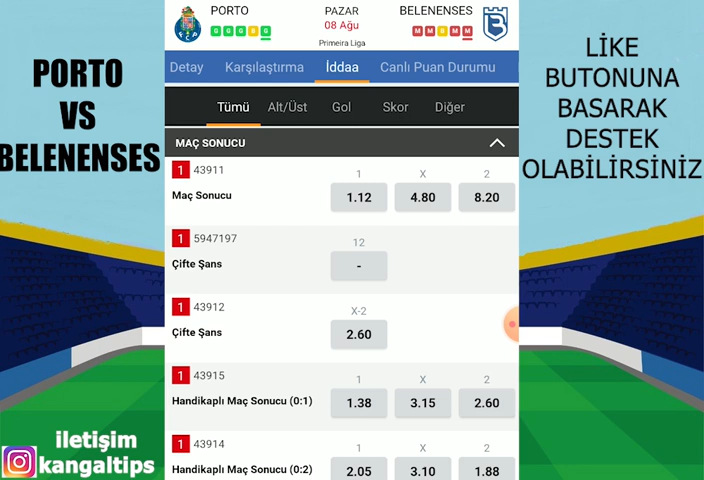 PORTO
VS
BELENENSES
iletişim
kangaltips
PORTO
G G G G G
PAZAR
08 Ağu
Primeira Liga
BELENENSES
M M G M M
Detay Karşılaştırma İddaa Canlı Puan Durumu
Tümü Alt/Üst Gol Skor Diğer
MAÇ SONUCU
1 43911
Maç Sonucu
1 X 2
1.12 4.80 8.20
1 5947197
Çifte Şans
12
-
1 43912
Çifte Şans
X-2
2.60
1 43915
Handikaplı Maç Sonucu (0:1)
1 X 2
1.38 3.15 2.60
1 43914
Handikaplı Maç Sonucu (0:2)
1 X 2
2.05 3.10 1.88
LİKE
BUTONUNA
BASARAK
DESTEK
OLABİLİRSİNİZ